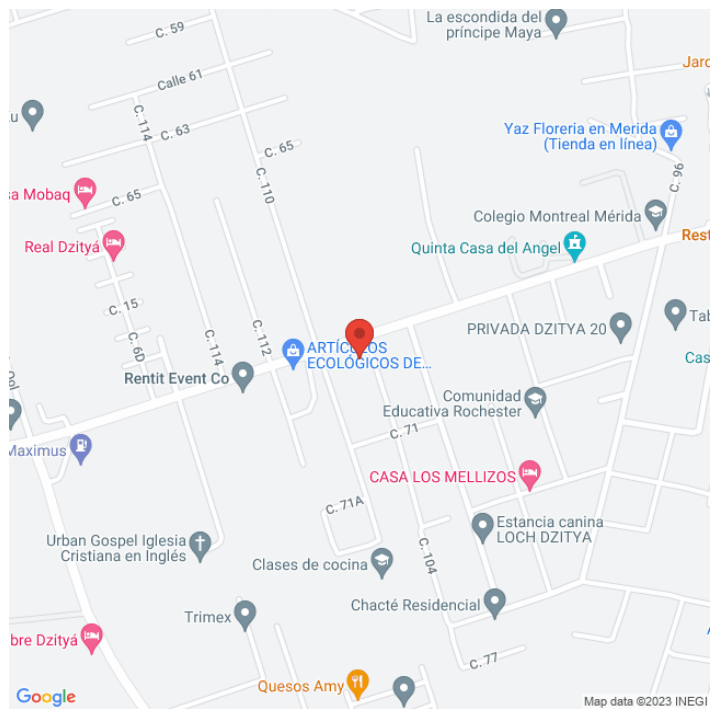 C. 59
La escondida del
príncipe Maya
Calle 61
Jaro
C. 114
C. 63
C. 65
C. 110
Yaz Floreria en Merida
(Tienda en línea)
sa Mobaq
C. 65
C. 96
Colegio Montreal Mérida
Real Dzityá
Quinta Casa del Angel
Rest
C. 15
C. 6D
C. 114
C. 112
PRIVADA DZITYA 20
Tab
ARTÍCULOS
ECOLÓGICOS DE...
Cas
Rentit Event Co
Comunidad
Educativa Rochester
C. 71
Maximus
CASA LOS MELLIZOS
C. 71A
Estancia canina
LOCH DZITYA
Urban Gospel Iglesia
Cristiana en Inglés
Clases de cocina
C. 104
Chacté Residencial
Trimex
bre Dzityá
C. 77
Quesos Amy
Google
Map data ©2023 INEGI